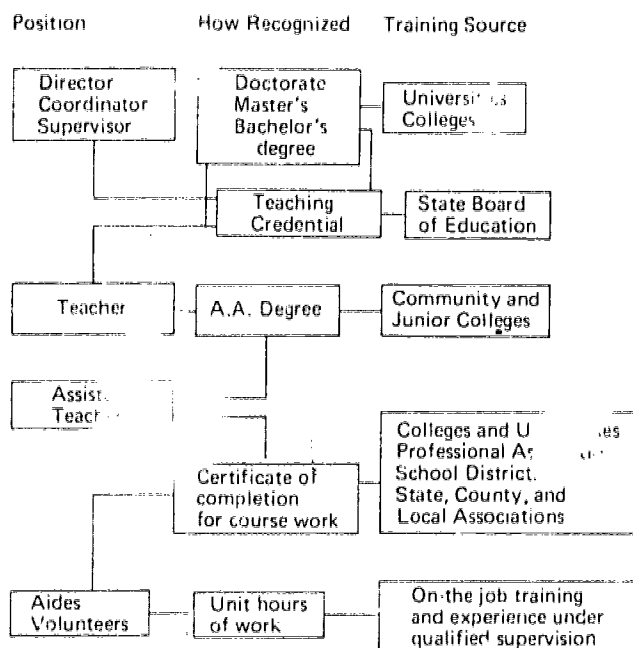 Position How Recognized Training Source
Director
Coordinator
Supervisor
Doctorate
Master's
Bachelor's
degree
Universities
Colleges
Teaching
Credential
State Board
of Education
Teacher
A.A. Degree
Community and
Junior Colleges
Teach
Colleges and
Professional
School District
State, County, and
Local Associations
Certificate of
completion
for course work
Aides
Volunteers
Unit hours
of work
On-the job training
and experience under
qualified supervision